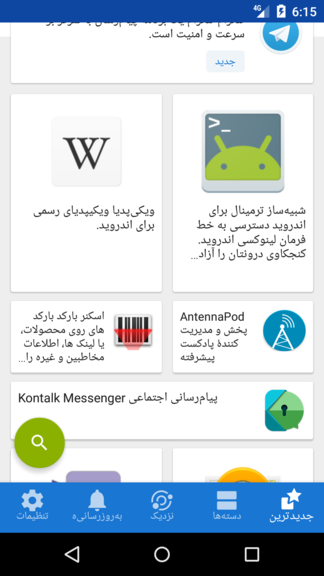 4G 6:15
سرعت و امنیت است.
جدید
شبیه‌ساز ترمینال برای
اندروید دسترسی به خط
فرمان لینوکسی اندروید.
کنجکاوی درونتان را آزاد...
W
ویکی‌پدیا ویکیپدیای رسمی
برای اندروید.
AntennaPod
پخش و مدیریت
کنندهٔ پادکست
پیشرفته
اسکنر بارکد بارکد
های روی محصولات،
یا لینک ها، اطلاعات
مخاطبین و غیره را...
Kontalk Messenger پیام‌رسانی اجتماعی
جدیدترین
دسته‌ها
نزدیک
به‌روزرسانی‌ه
تنظیمات